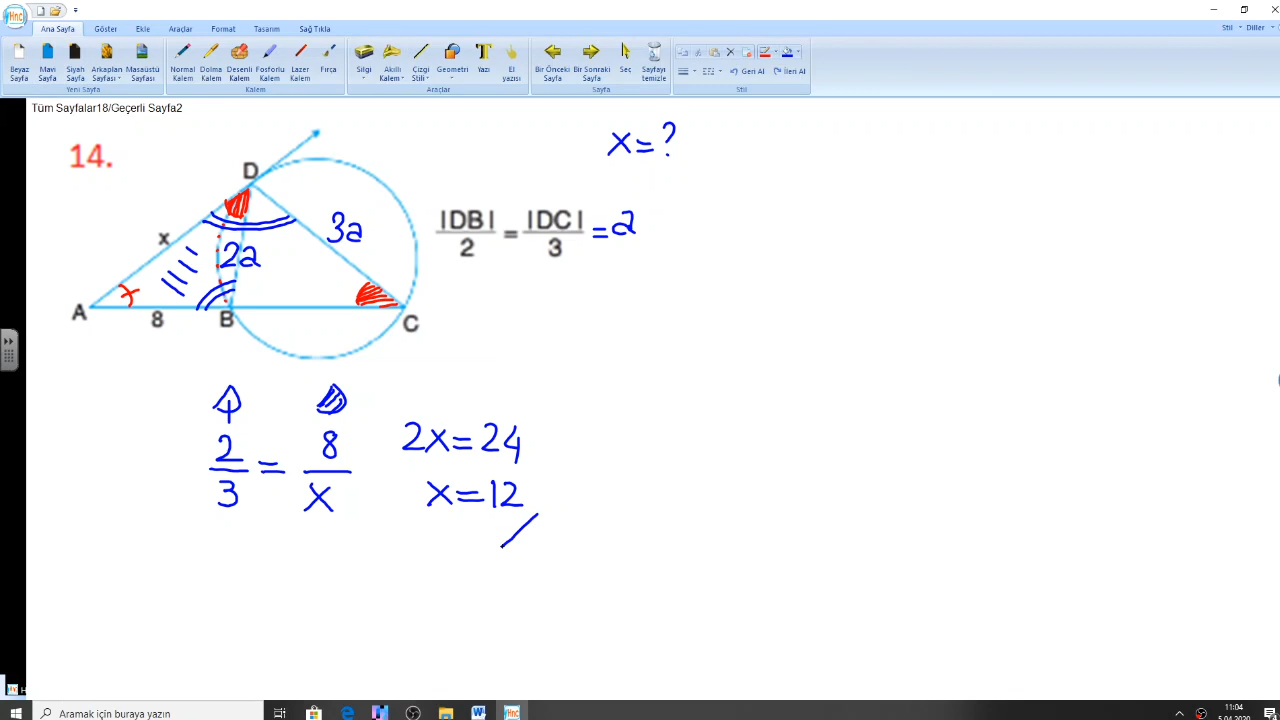 yHnc
Ana Sayfa Göster Ekle Araçlar Format Tasarım Sağ Tıkla
Stil Diller
Beyaz Sayfa Mavi Sayfa Siyah Sayfa Arkaplan Sayfası Masaüstü Sayfası
Yeni Sayfa
Normal Kalem Dolma Kalem Desenli Kalem Fosforlu Kalem Lazer Kalem Fırça
Kalem
Silgi Akıllı Kalem Çizgi Stili Geometri Yazı El yazısı
Araçlar
Bir Önceki Sayfa Bir Sonraki Sayfa Seç Sayfayı temizle
Sayfa
Geri Al İleri Al
Stil
Tüm Sayfalar18/Geçerli Sayfa2
14.
x=?
D
x
3a
2a
|DB|/2 = |DC|/3 = a
A 8 B C
2/3 = 8/x
2x=24
x=12
Aramak için buraya yazın
11:04
5.04.2020